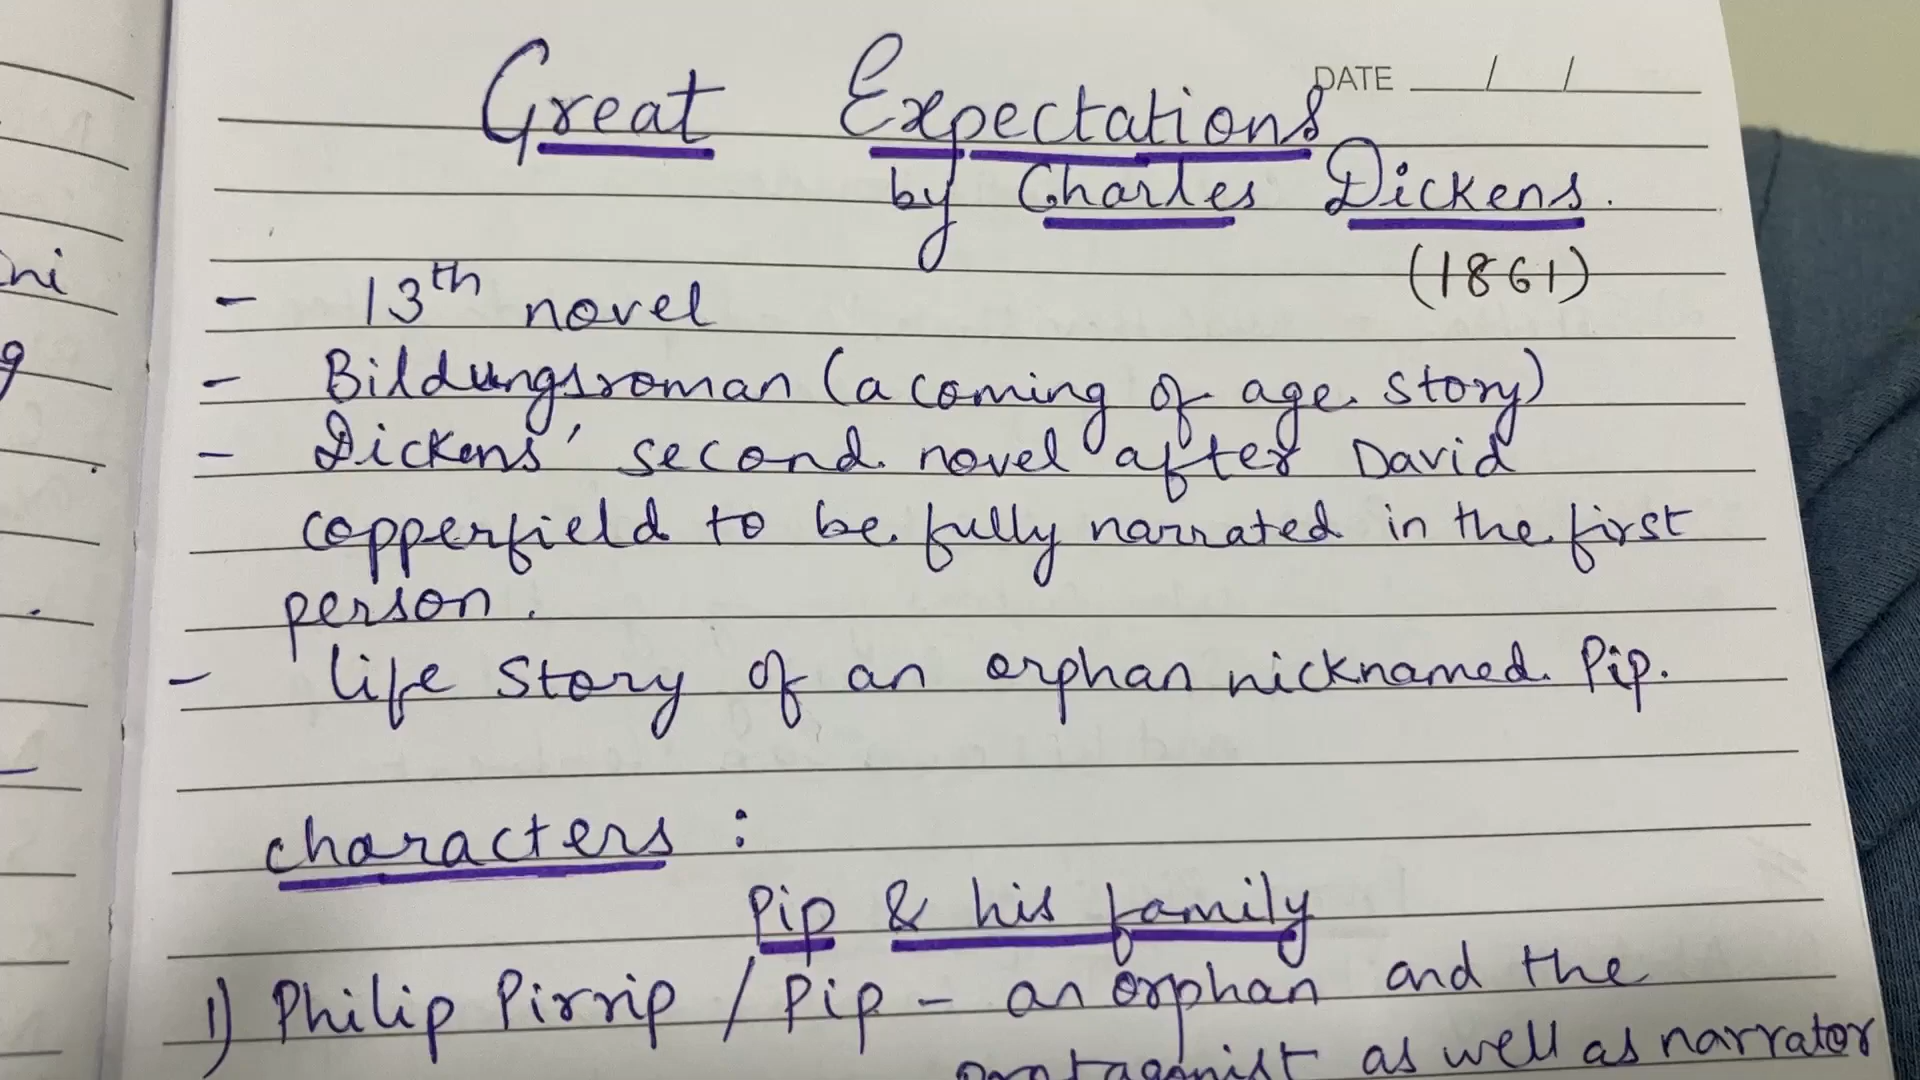 DATE / /
Great Expectations
by Charles Dickens.
(1861)
- 13th novel
- Bildungsroman (a coming of age story)
- Dickens' second novel after David
copperfield to be fully narrated in the first
person.
- life story of an orphan nicknamed Pip.
characters :
Pip & his family
1) Philip Pirrip / Pip - an orphan and the
protagonist as well as narrator